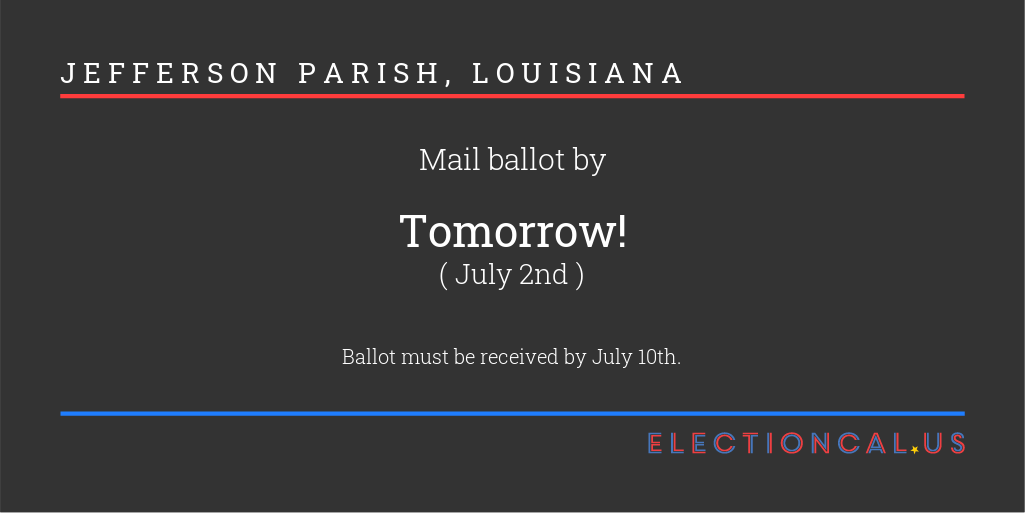 JEFFERSON PARISH, LOUISIANA
Mail ballot by
Tomorrow!
( July 2nd )
Ballot must be received by July 10th.
ELECTIONCAL.US